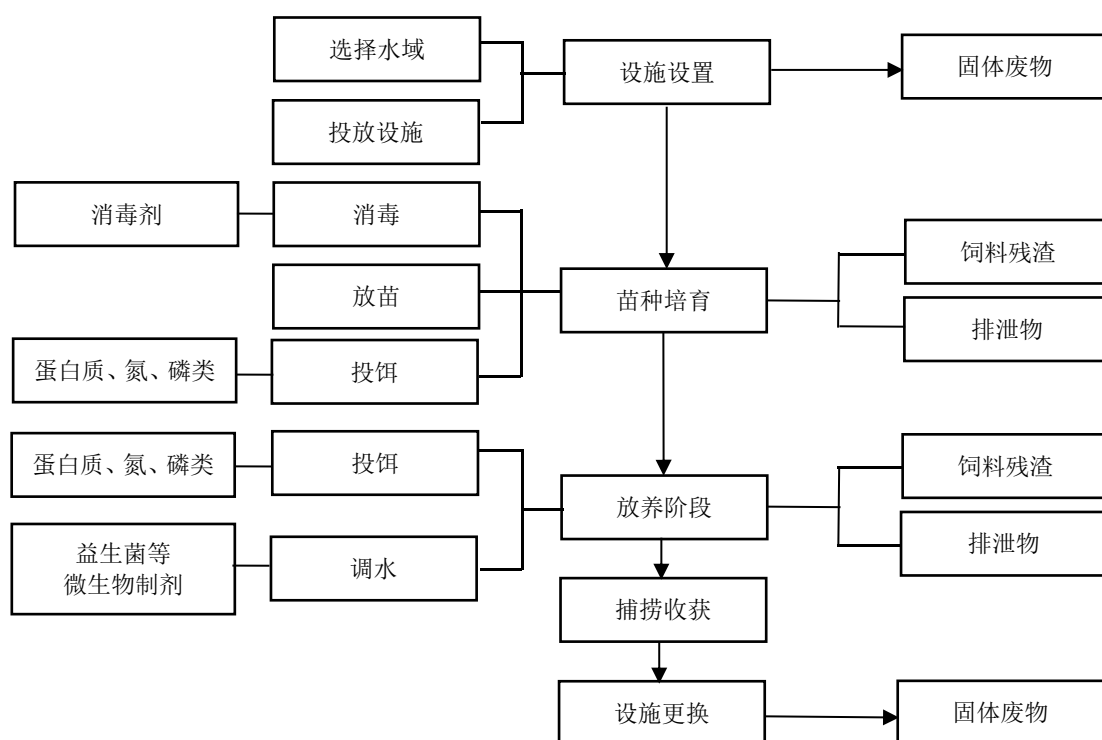 选择水域
设施设置
固体废物
投放设施
消毒剂
消毒
饲料残渣
放苗
苗种培育
排泄物
蛋白质、氮、磷类
投饵
蛋白质、氮、磷类
投饵
饲料残渣
放养阶段
排泄物
益生菌等
微生物制剂
调水
捕捞收获
设施更换
固体废物